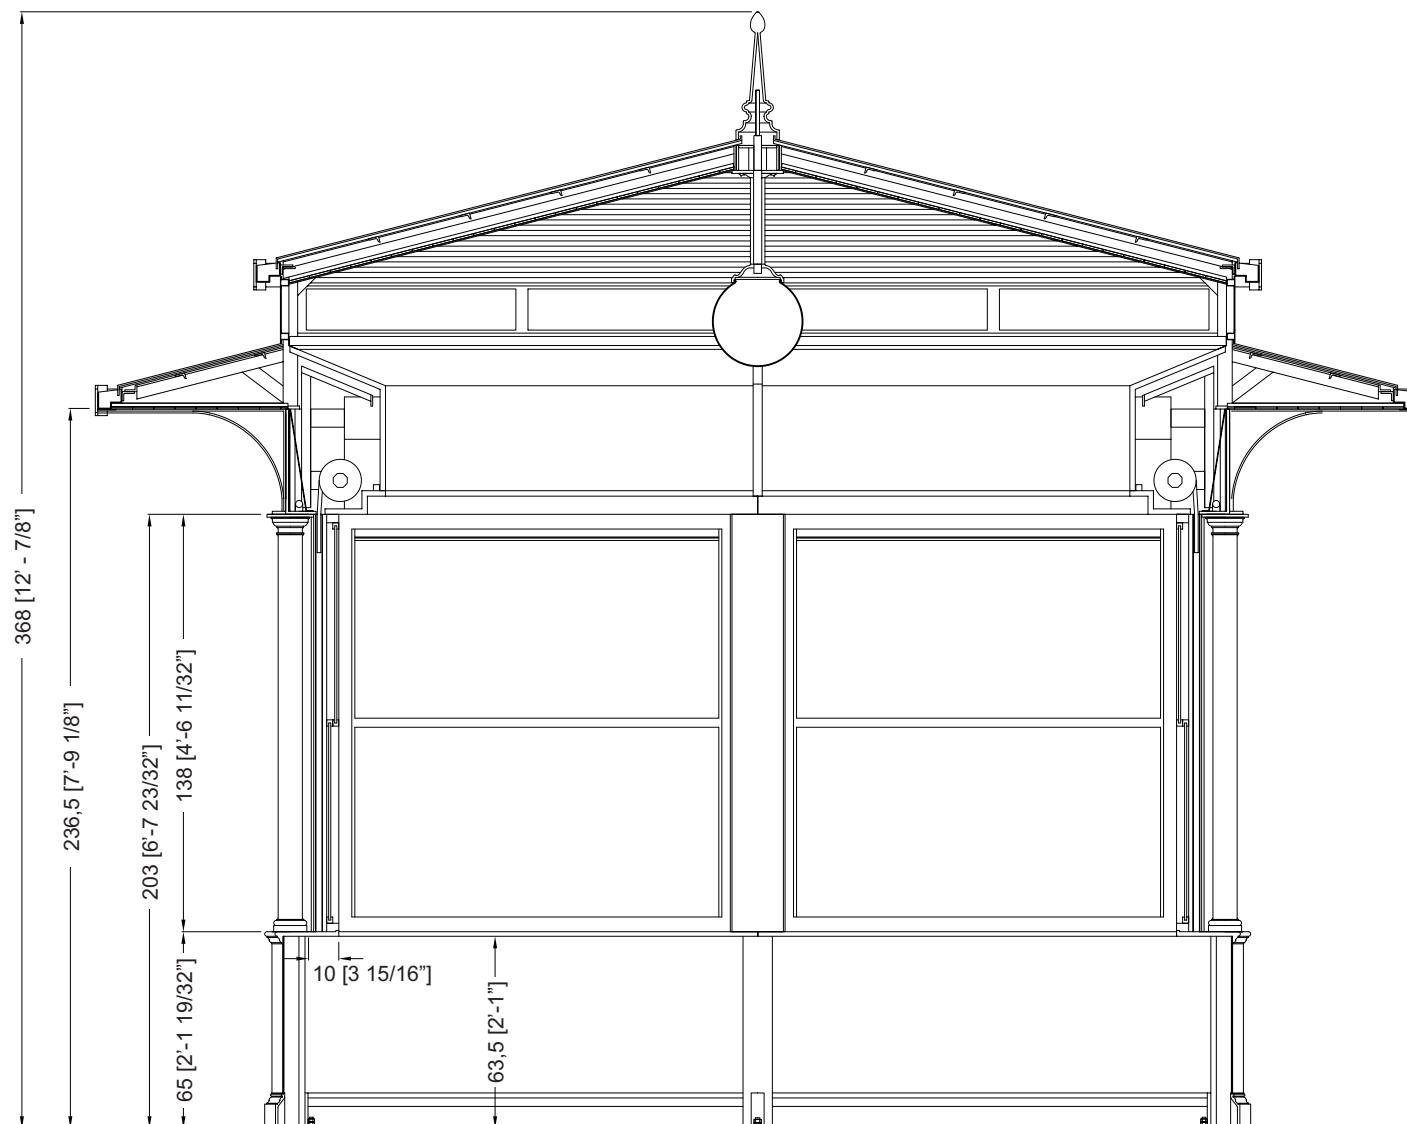 368 [12’ - 7/8”]
236,5 [7’-9 1/8”]
203 [6’-7 23/32”]
138 [4’-6 11/32”]
65 [2’-1 19/32”]
10 [3 15/16”]
63,5 [2’-1”]